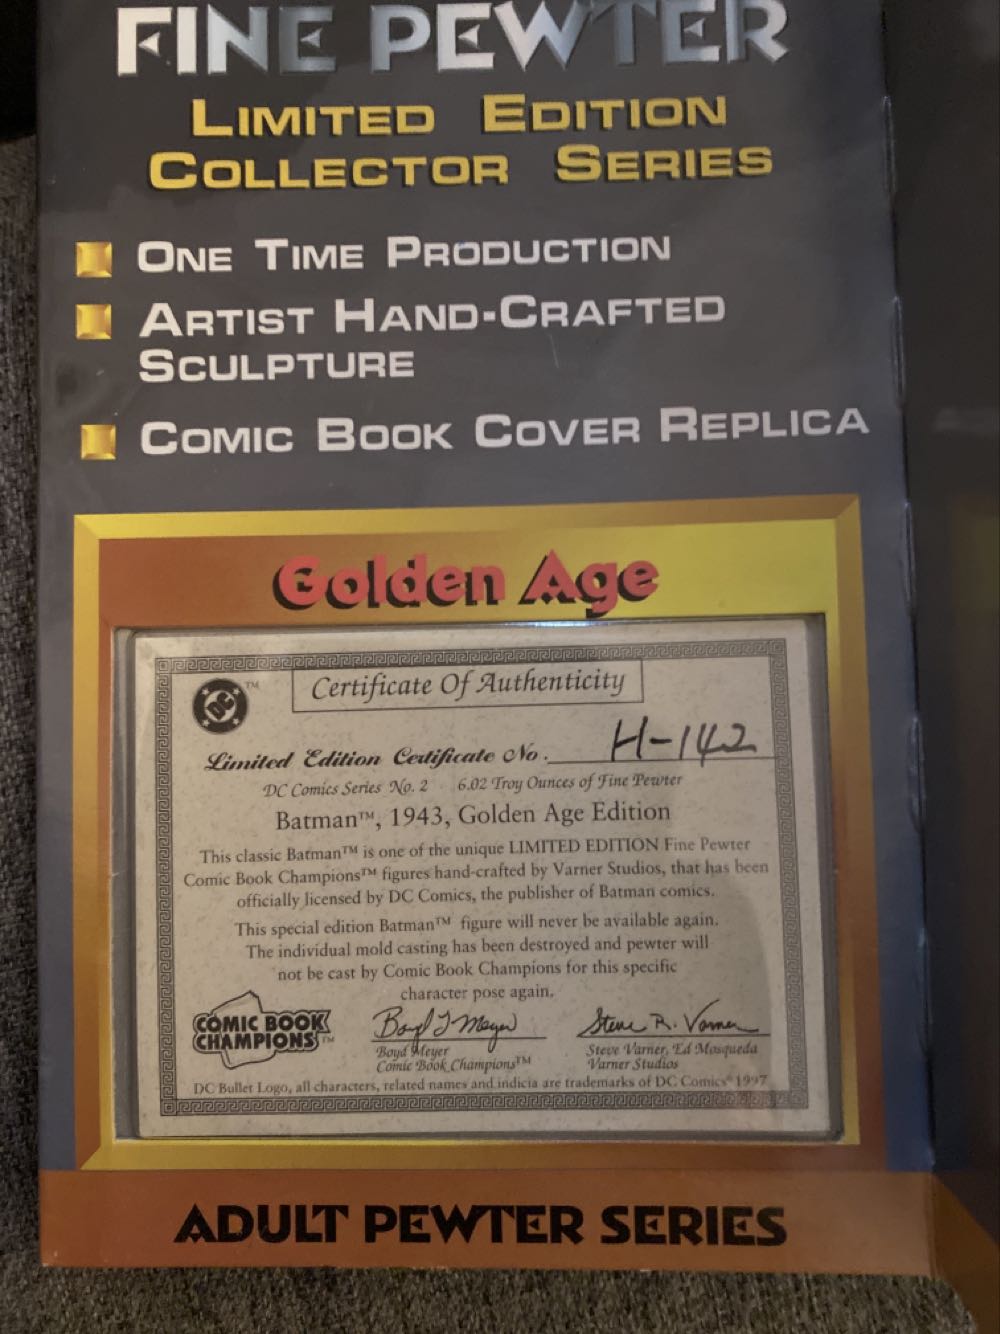 FINE PEWTER
LIMITED EDITION
COLLECTOR SERIES
ONE TIME PRODUCTION
ARTIST HAND-CRAFTED
SCULPTURE
COMIC BOOK COVER REPLICA
Golden Age
DC™
Certificate Of Authenticity
Limited Edition Certificate No. H-142
DC Comics Series No. 2 6.02 Troy Ounces of Fine Pewter
Batman™, 1943, Golden Age Edition
This classic Batman™ is one of the unique LIMITED EDITION Fine Pewter
Comic Book Champions™ figures hand-crafted by Varner Studios, that has been
officially licensed by DC Comics, the publisher of Batman comics.
This special edition Batman™ figure will never be available again.
The individual mold casting has been destroyed and pewter will
not be cast by Comic Book Champions for this specific
character pose again.
COMIC BOOK
CHAMPIONS™
Boyd J Meyer
Steve R. Varner
Boyd Meyer
Comic Book Champions™
Steve Varner, Ed Mosqueda
Varner Studios
DC Bullet Logo, all characters, related names and indicia are trademarks of DC Comics© 1997
ADULT PEWTER SERIES